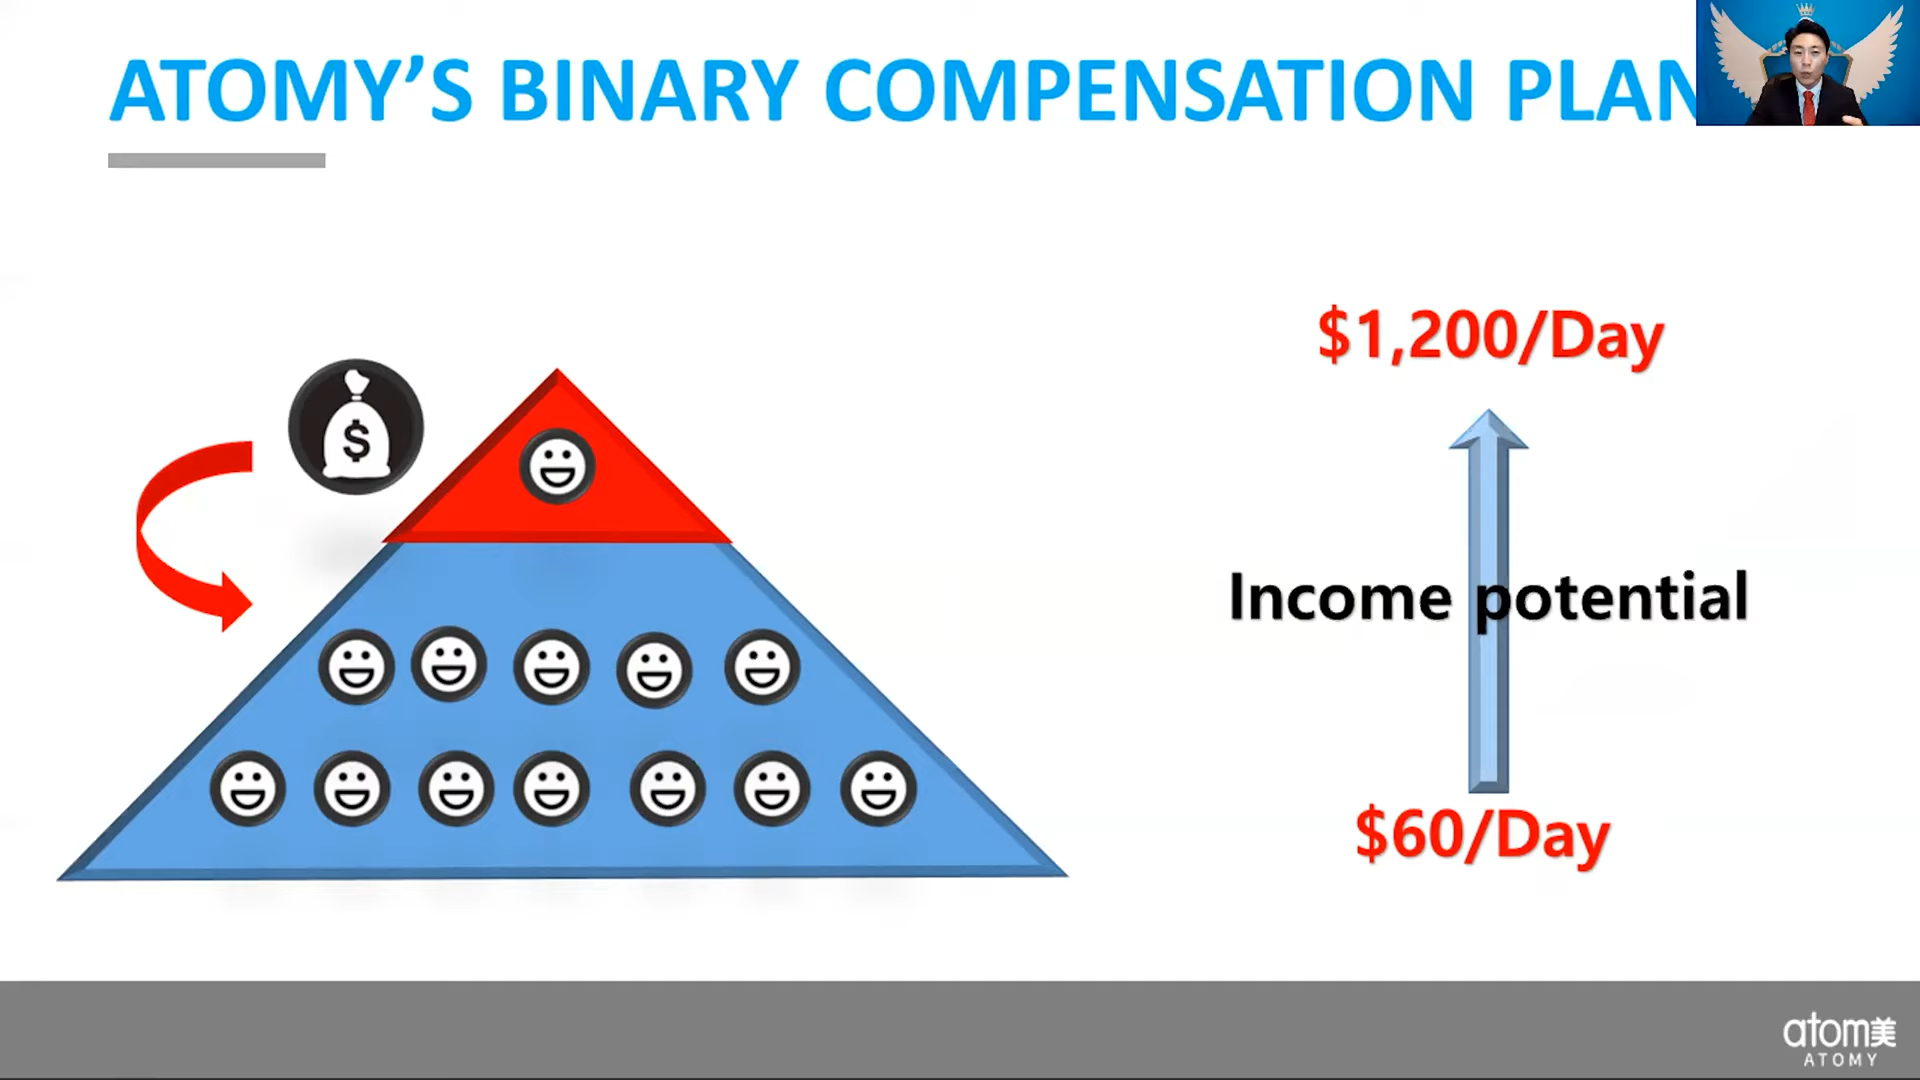 ATOMY'S BINARY COMPENSATION PLAN
$
$1,200/Day
Income potential
$60/Day
atom美
ATOMY